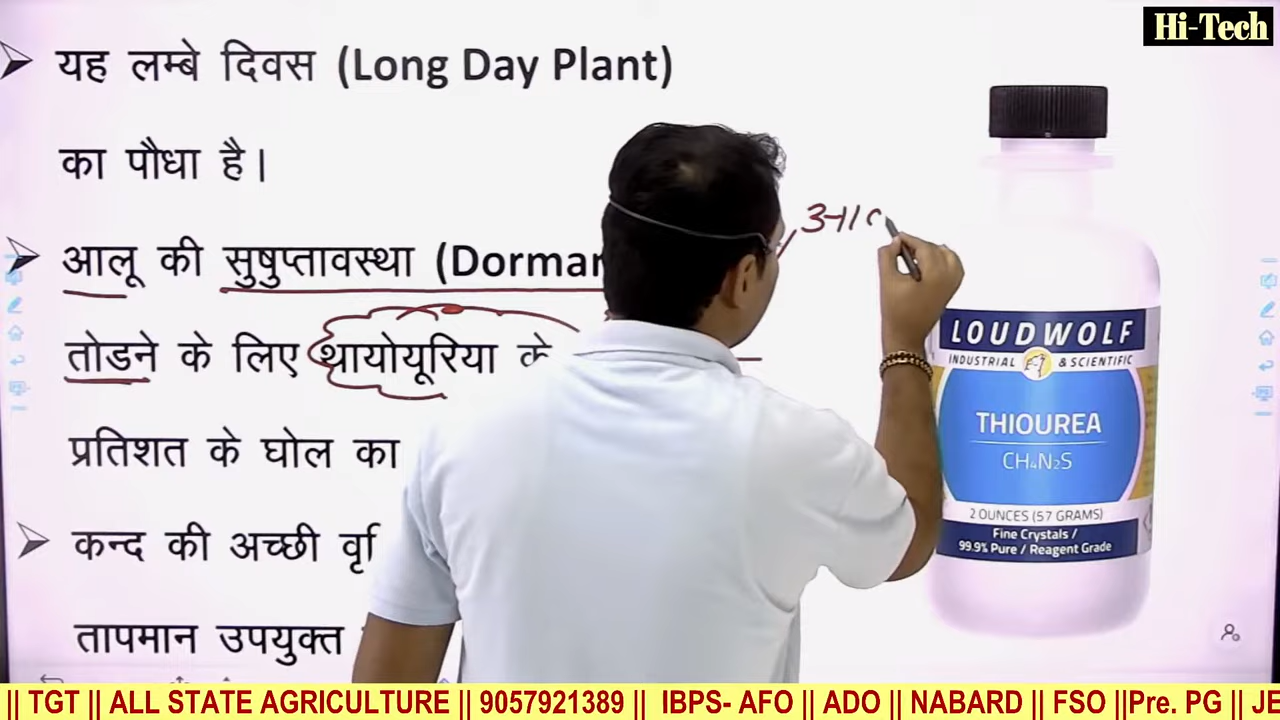 Hi-Tech
यह लम्बे दिवस (Long Day Plant)
का पौधा है।
आलू की सुषुप्तावस्था (Dorman
तोडने के लिए थायोयूरिया के
प्रतिशत के घोल का
कन्द की अच्छी
तापमान उपयुक्त
LOUDWOLF
INDUSTRIAL & SCIENTIFIC
THIOUREA
CH₄N₂S
2 OUNCES (57 GRAMS)
Fine Crystals /
99.9% Pure / Reagent Grade
|| TGT || ALL STATE AGRICULTURE || 9057921389 || IBPS- AFO || ADO || NABARD || FSO ||Pre. PG || JE